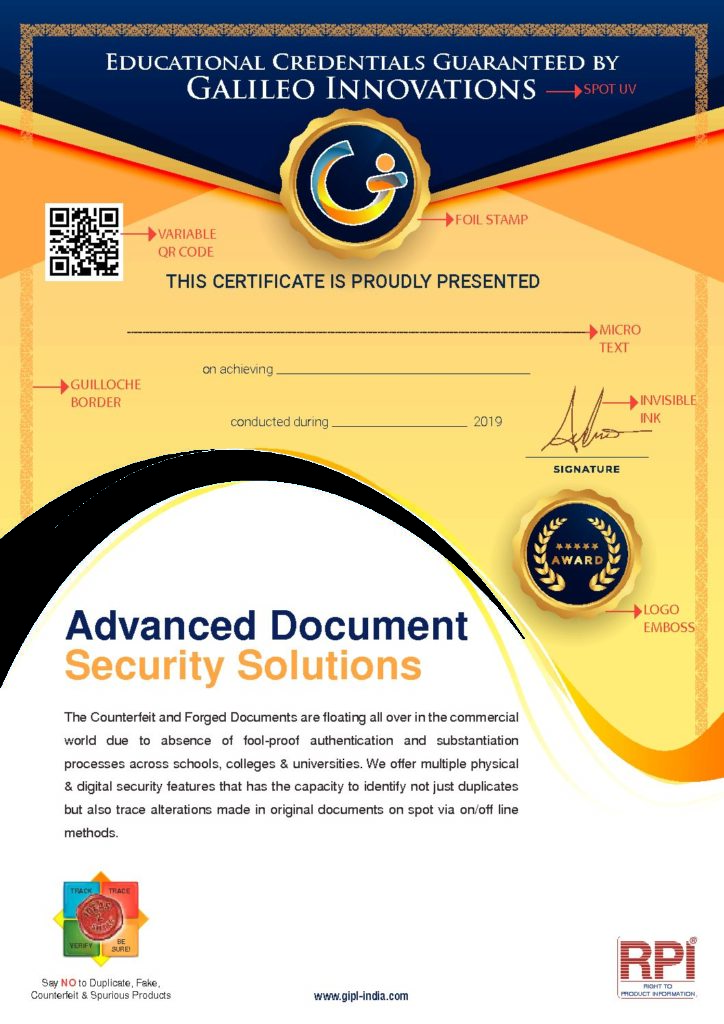 EDUCATIONAL CREDENTIALS GUARANTEED BY
GALILEO INNOVATIONS
SPOT UV
FOIL STAMP
VARIABLE
QR CODE
THIS CERTIFICATE IS PROUDLY PRESENTED
MICRO
TEXT
on achieving
GUILLOCHE
BORDER
INVISIBLE
INK
conducted during 2019
SIGNATURE
AWARD
LOGO
EMBOSS
Advanced Document
Security Solutions
The Counterfeit and Forged Documents are floating all over in the commercial
world due to absence of fool-proof authentication and substantiation
processes across schools, colleges & universities. We offer multiple physical
& digital security features that has the capacity to identify not just duplicates
but also trace alterations made in original documents on spot via on/off line
methods.
TRACK TRACE
VERIFY BE
SURE!
Say NO to Duplicate, Fake,
Counterfeit & Spurious Products
www.gipl-india.com
RPI®
RIGHT TO
PRODUCT INFORMATION